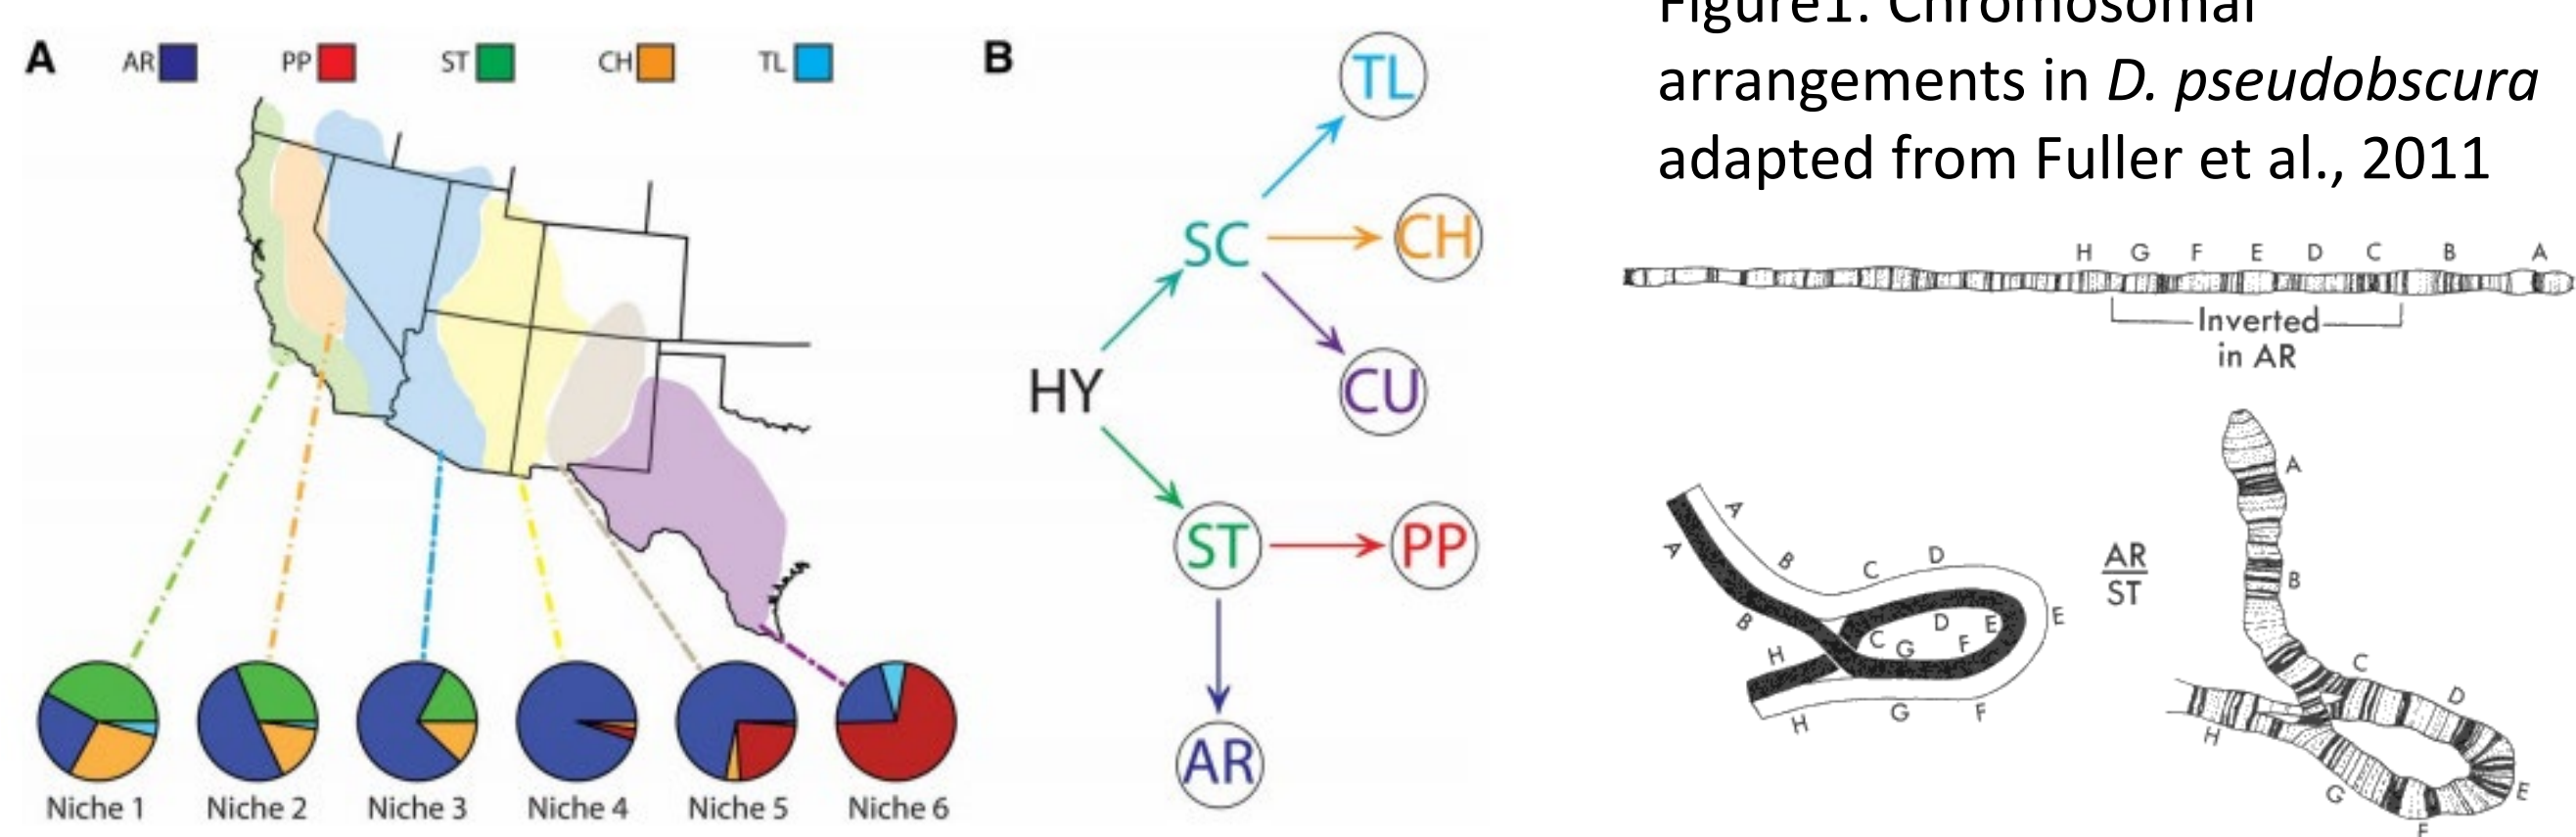 A AR PP ST CH TL
Niche 1 Niche 2 Niche 3 Niche 4 Niche 5 Niche 6
B
TL
SC CH
CU
HY
ST PP
AR
Figure1. Chromosomal
arrangements in D. pseudobscura
adapted from Fuller et al., 2011
H G F E D C B A
Inverted
in AR
A
A
B
B
C
D
E
C
D
E
F
G
H
H
G
F
AR
ST
A
B
C
D
E
F
G
H